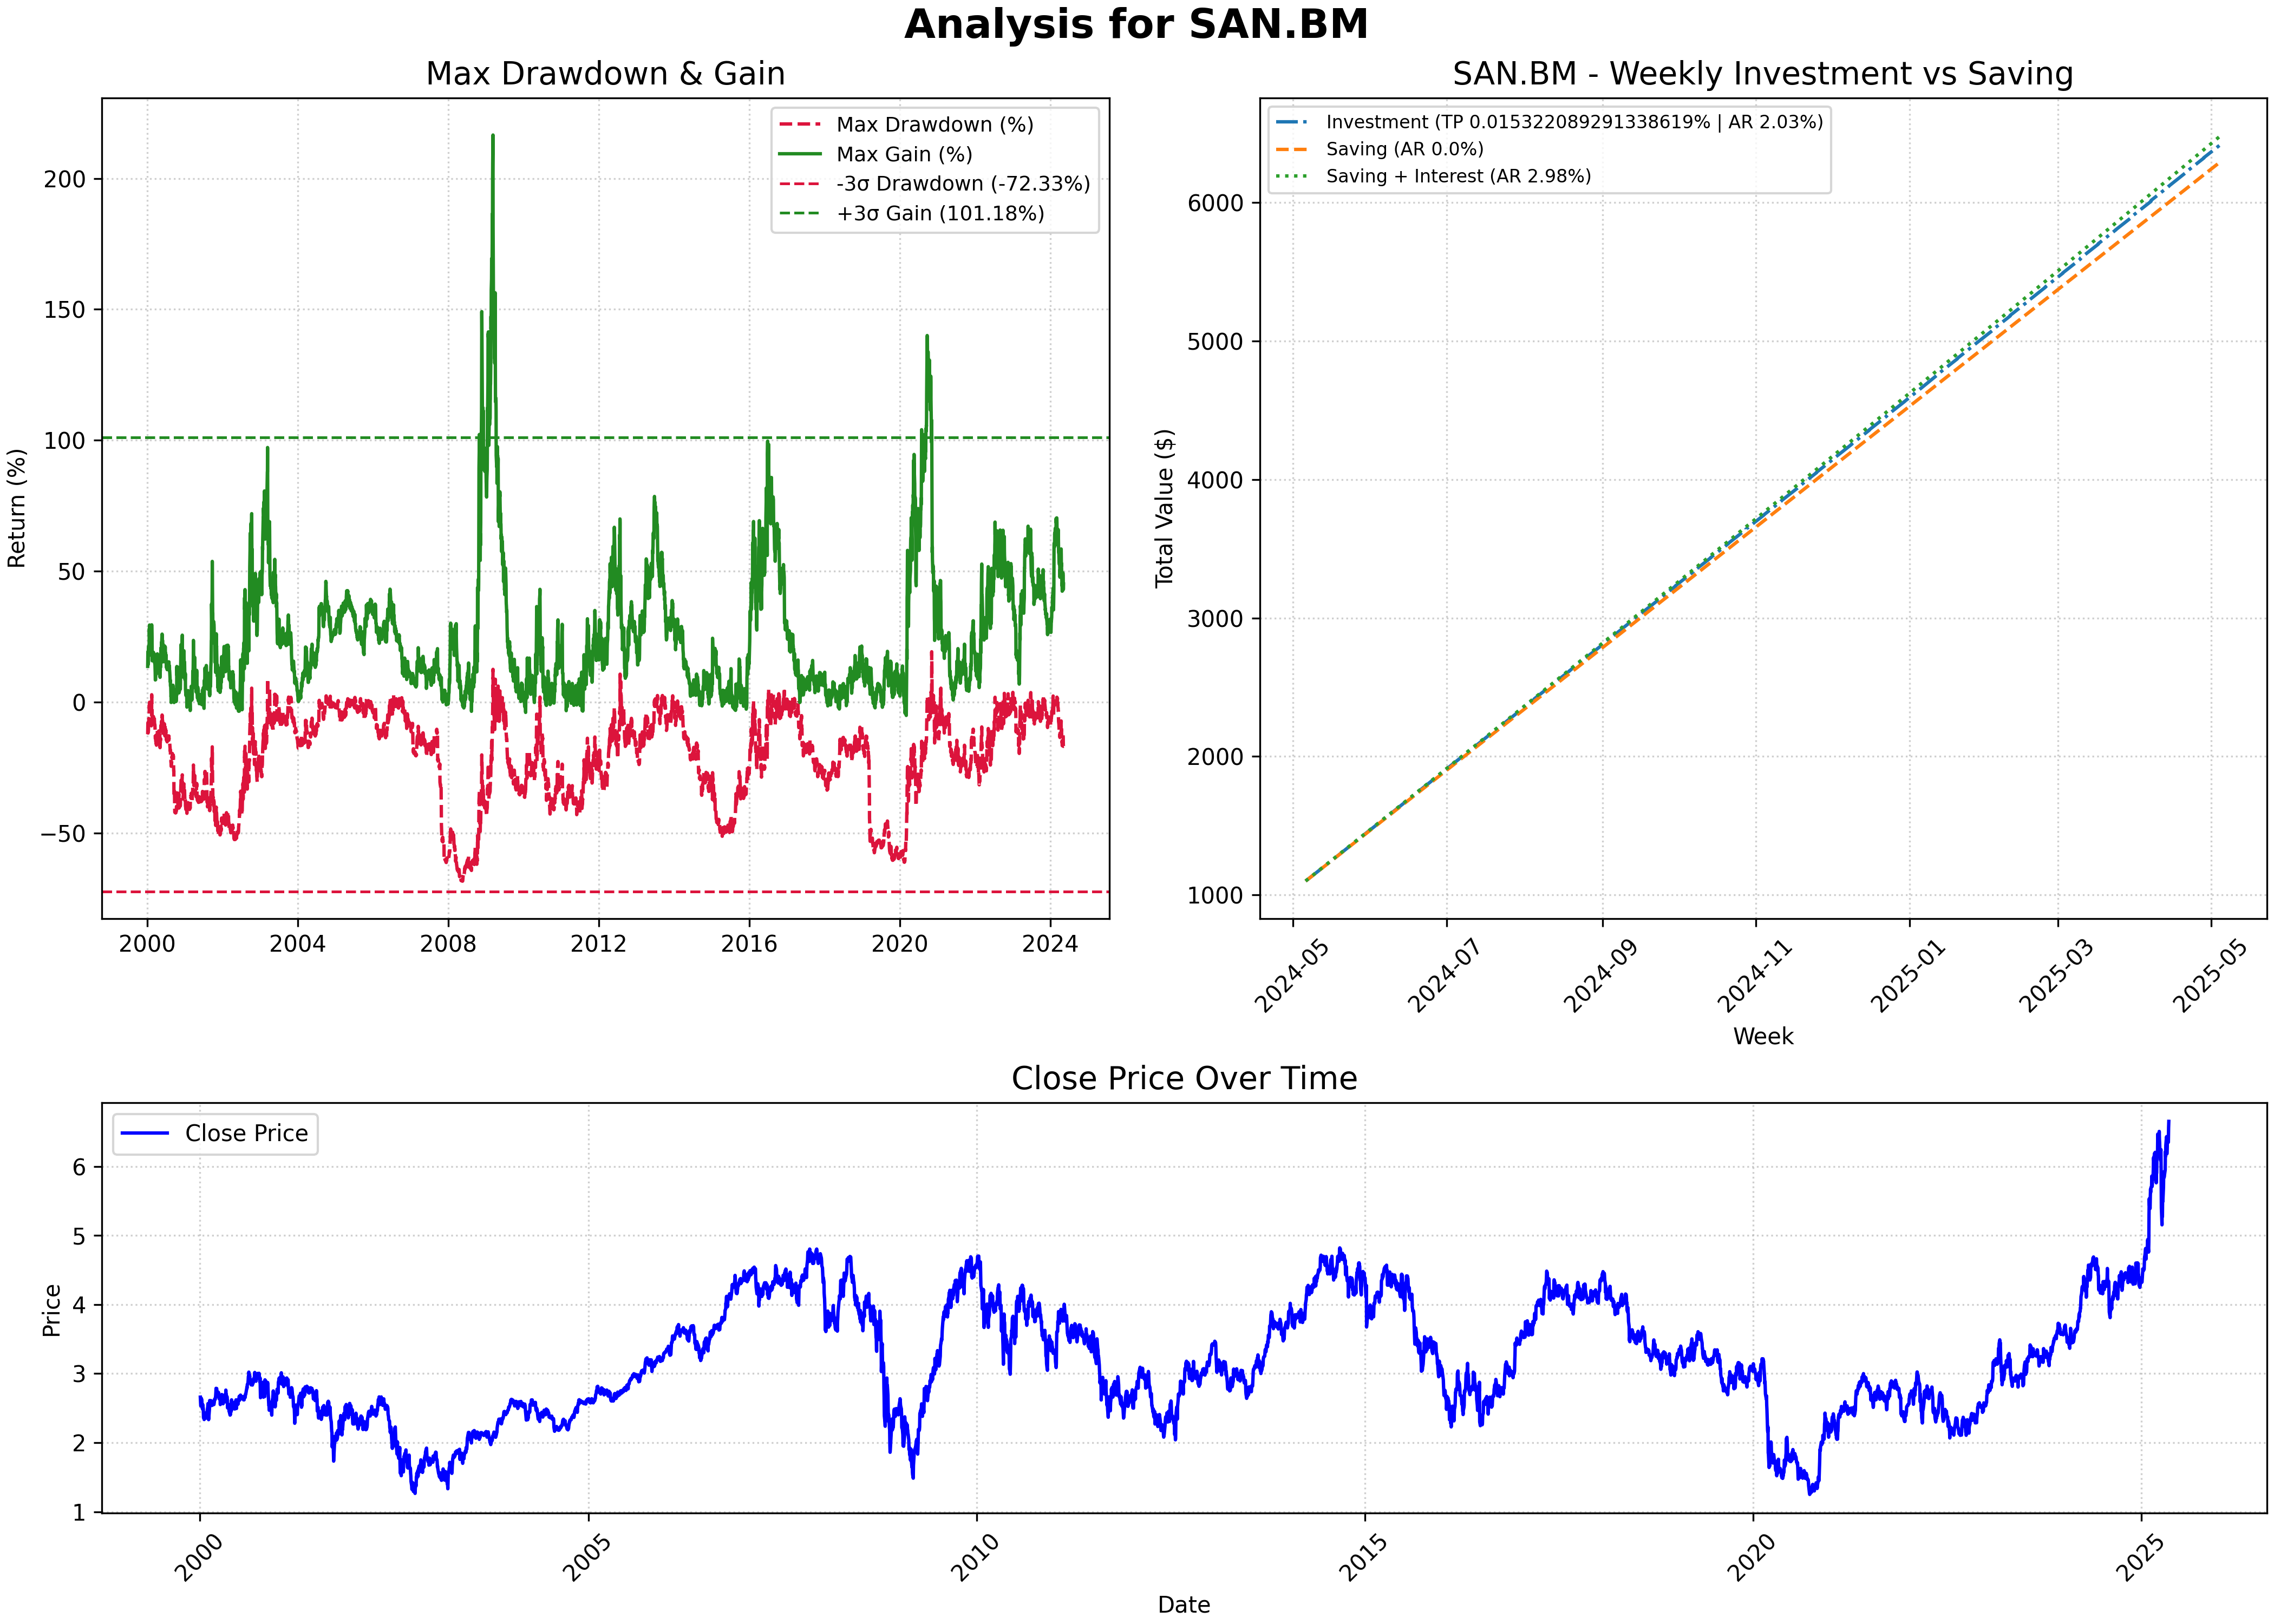 Analysis for SAN.BM
Max Drawdown & Gain
Return (%)
200
150
100
50
0
−50
2000 2004 2008 2012 2016 2020 2024
Max Drawdown (%)
Max Gain (%)
-3σ Drawdown (-72.33%)
+3σ Gain (101.18%)
SAN.BM - Weekly Investment vs Saving
Total Value ($)
6000
5000
4000
3000
2000
1000
Investment (TP 0.015322089291338619% | AR 2.03%)
Saving (AR 0.0%)
Saving + Interest (AR 2.98%)
2024-05 2024-07 2024-09 2024-11 2025-01 2025-03 2025-05
Week
Close Price Over Time
Close Price
Price
6
5
4
3
2
1
2000 2005 2010 2015 2020 2025
Date